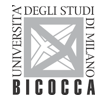 UNIVERSITÀ
DEGLI STUDI
DI MILANO
BICOCCA